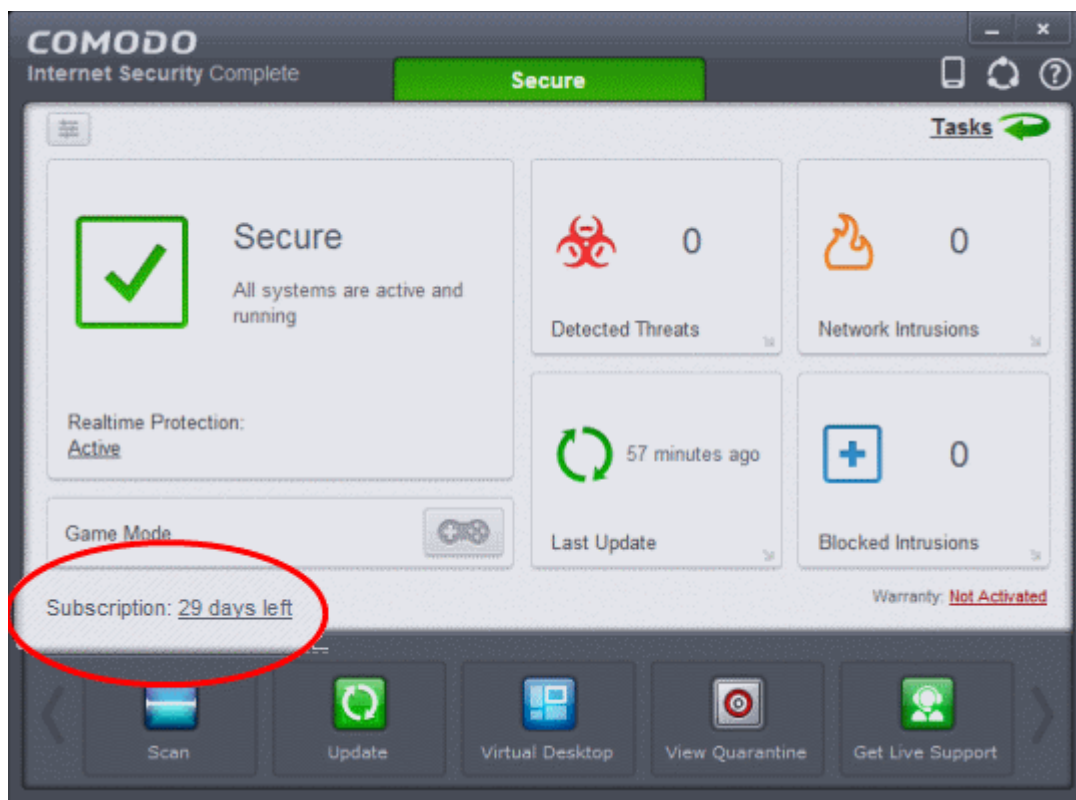 COMODO
Internet Security Complete
Secure
Tasks
Secure
All systems are active and
running
Realtime Protection:
Active
0
Detected Threats
0
Network Intrusions
57 minutes ago
Last Update
0
Blocked Intrusions
Game Mode
Subscription: 29 days left
Warranty: Not Activated
Scan
Update
Virtual Desktop
View Quarantine
Get Live Support